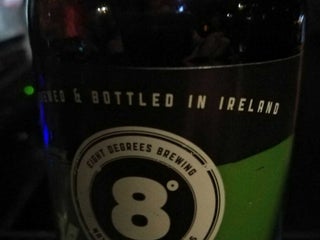 & BOTTLED IN IRELAND
EIGHT DEGREES BREWING
8°